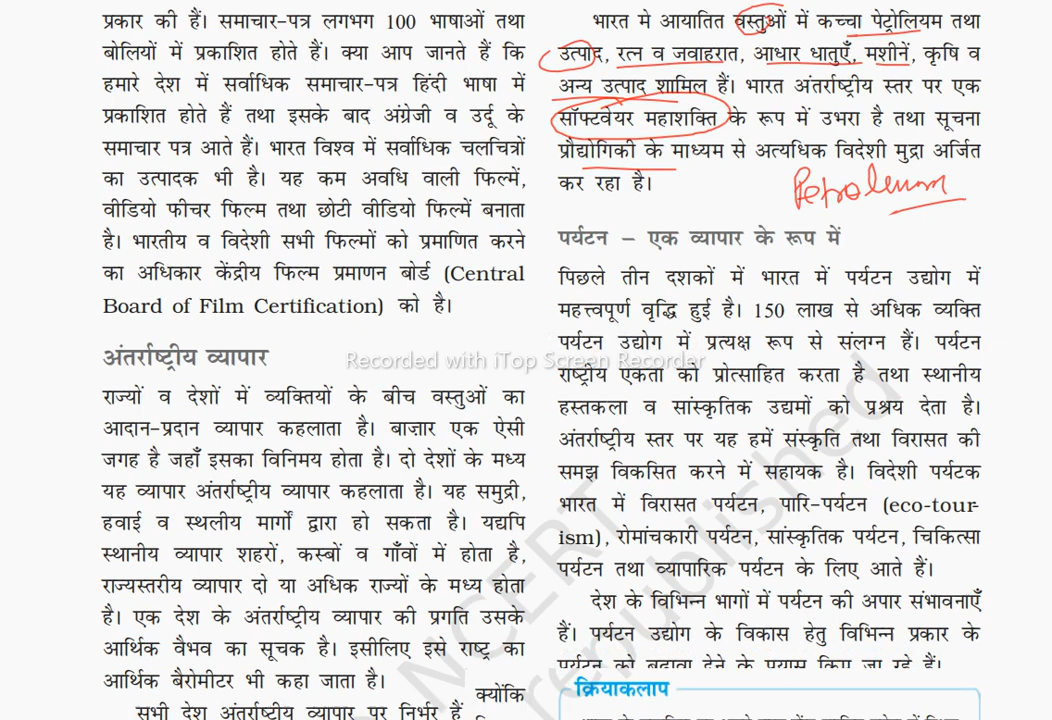 प्रकार की हैं। समाचार-पत्र लगभग 100 भाषाओं तथा
बोलियों में प्रकाशित होते हैं। क्या आप जानते हैं कि
हमारे देश में सर्वाधिक समाचार-पत्र हिंदी भाषा में
प्रकाशित होते हैं तथा इसके बाद अंग्रेजी व उर्दू के
समाचार पत्र आते हैं। भारत विश्व में सर्वाधिक चलचित्रों
का उत्पादक भी है। यह कम अवधि वाली फिल्में,
वीडियो फीचर फिल्म तथा छोटी वीडियो फिल्में बनाता
है। भारतीय व विदेशी सभी फिल्मों को प्रमाणित करने
का अधिकार केंद्रीय फिल्म प्रमाणन बोर्ड (Central
Board of Film Certification) को है।
अंतर्राष्ट्रीय व्यापार
राज्यों व देशों में व्यक्तियों के बीच वस्तुओं का
आदान-प्रदान व्यापार कहलाता है। बाज़ार एक ऐसी
जगह है जहाँ इसका विनिमय होता है। दो देशों के मध्य
यह व्यापार अंतर्राष्ट्रीय व्यापार कहलाता है। यह समुद्री,
हवाई व स्थलीय मार्गों द्वारा हो सकता है। यद्यपि
स्थानीय व्यापार शहरों, कस्बों व गाँवों में होता है,
राज्यस्तरीय व्यापार दो या अधिक राज्यों के मध्य होता
है। एक देश के अंतर्राष्ट्रीय व्यापार की प्रगति उसके
आर्थिक वैभव का सूचक है। इसीलिए इसे राष्ट्र का
आर्थिक बैरोमीटर भी कहा जाता है।
क्योंकि
सभी देश अंतर्राष्ट्रीय व्यापार पर निर्भर हैं
भारत मे आयातित वस्तुओं में कच्चा पेट्रोलियम तथा
उत्पाद, रत्न व जवाहरात, आधार धातुएँ, मशीनें, कृषि व
अन्य उत्पाद शामिल हैं। भारत अंतर्राष्ट्रीय स्तर पर एक
सॉफ्टवेयर महाशक्ति के रूप में उभरा है तथा सूचना
प्रौद्योगिकी के माध्यम से अत्यधिक विदेशी मुद्रा अर्जित
कर रहा है।
पर्यटन – एक व्यापार के रूप में
पिछले तीन दशकों में भारत में पर्यटन उद्योग में
महत्त्वपूर्ण वृद्धि हुई है। 150 लाख से अधिक व्यक्ति
पर्यटन उद्योग में प्रत्यक्ष रूप से संलग्न हैं। पर्यटन
राष्ट्रीय एकता को प्रोत्साहित करता है तथा स्थानीय
हस्तकला व सांस्कृतिक उद्यमों को प्रश्रय देता है।
अंतर्राष्ट्रीय स्तर पर यह हमें संस्कृति तथा विरासत की
समझ विकसित करने में सहायक है। विदेशी पर्यटक
भारत में विरासत पर्यटन, पारि-पर्यटन (eco-tour-
ism), रोमांचकारी पर्यटन, सांस्कृतिक पर्यटन, चिकित्सा
पर्यटन तथा व्यापारिक पर्यटन के लिए आते हैं।
देश के विभिन्न भागों में पर्यटन की अपार संभावनाएँ
हैं। पर्यटन उद्योग के विकास हेतु विभिन्न प्रकार के
पर्यटन को बढ़ावा देने के प्रयास किए जा रहे हैं।
क्रियाकलाप
Recorded with iTop Screen Recorder
NCERT
republished